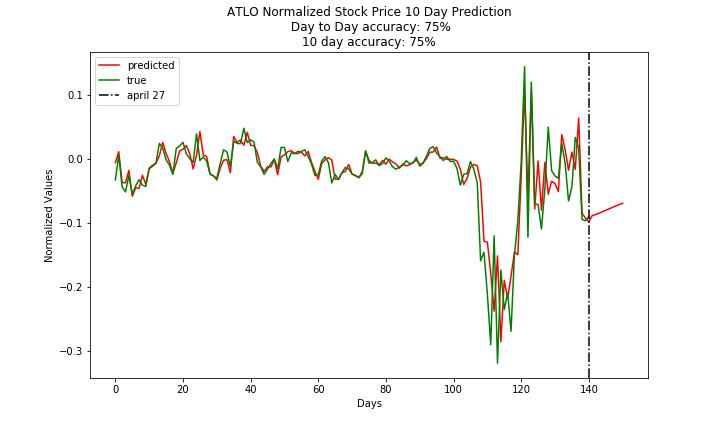 ATLO Normalized Stock Price 10 Day Prediction
Day to Day accuracy: 75%
10 day accuracy: 75%
predicted
true
april 27
0.1
0.0
−0.1
−0.2
−0.3
Normalized Values
0 20 40 60 80 100 120 140
Days